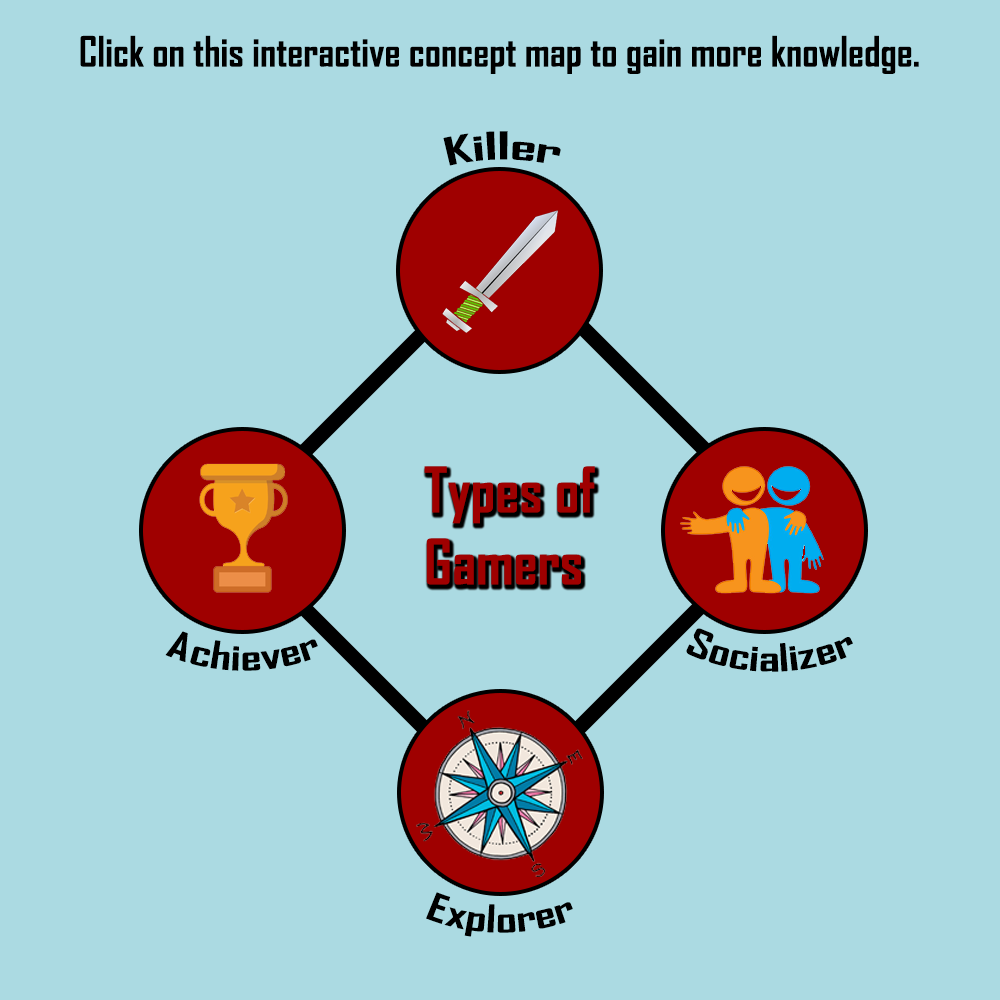 Click on this interactive concept map to gain more knowledge.
Killer
Types of
Gamers
Achiever
Socializer
N
E
W
S
Explorer